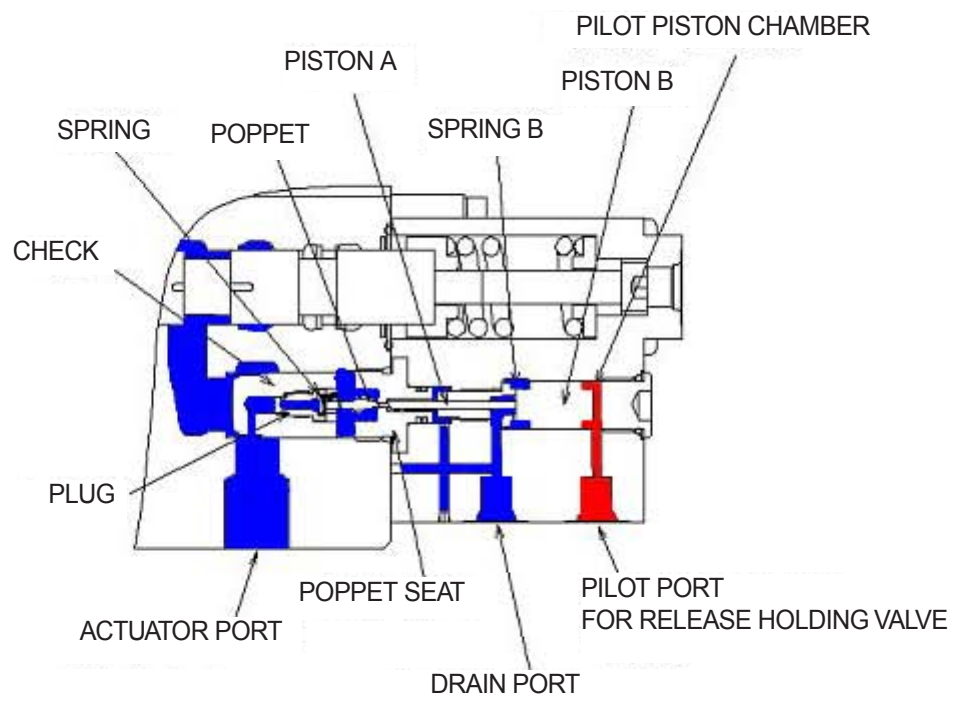 PILOT PISTON CHAMBER
PISTON A
PISTON B
SPRING
POPPET
SPRING B
CHECK
PLUG
POPPET SEAT
PILOT PORT
FOR RELEASE HOLDING VALVE
ACTUATOR PORT
DRAIN PORT